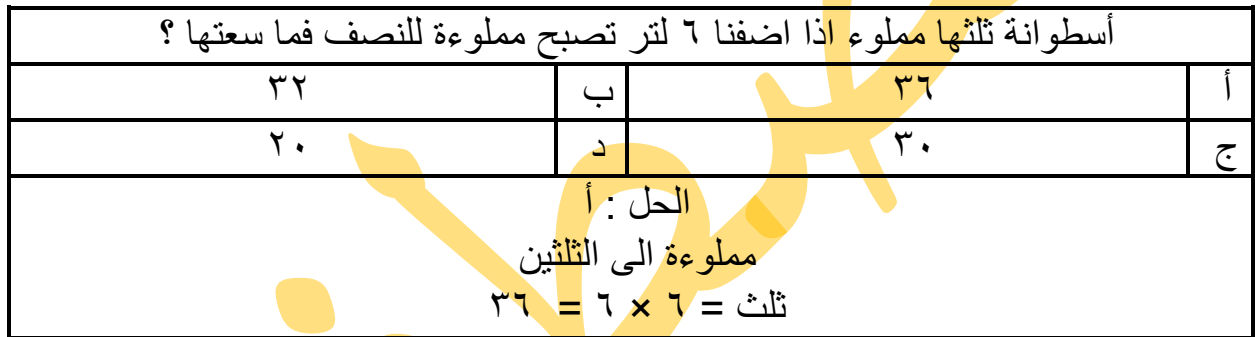 أسطوانة ثلثها مملوء اذا اضفنا ٦ لتر تصبح مملوءة للنصف فما سعتها ؟
أ ٣٦ ب ٣٢
ج ٣٠ د ٢٠
الحل : أ
مملوءة الى الثلثين
ثلث = ٦ × ٦ = ٣٦